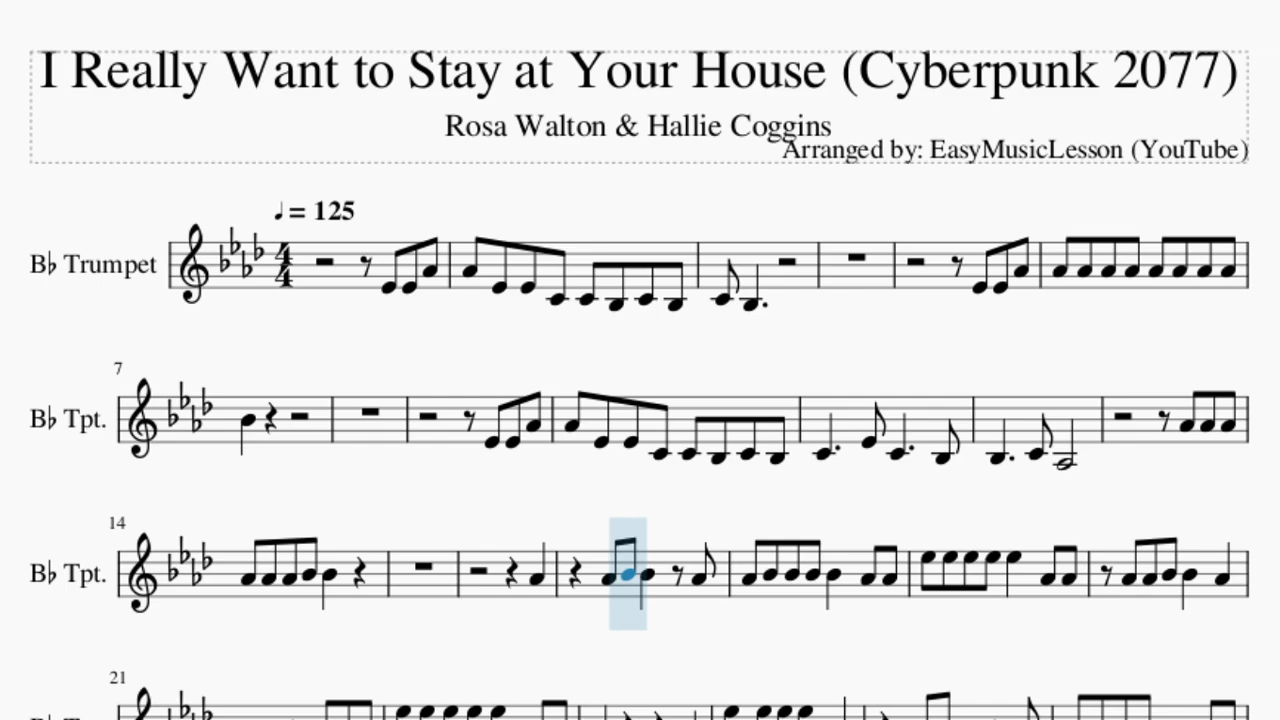 I Really Want to Stay at Your House (Cyberpunk 2077)
Rosa Walton & Hallie Coggins
Arranged by: EasyMusicLesson (YouTube)
♩ = 125
B♭ Trumpet
4
4
7
B♭ Tpt.
14
B♭ Tpt.
21